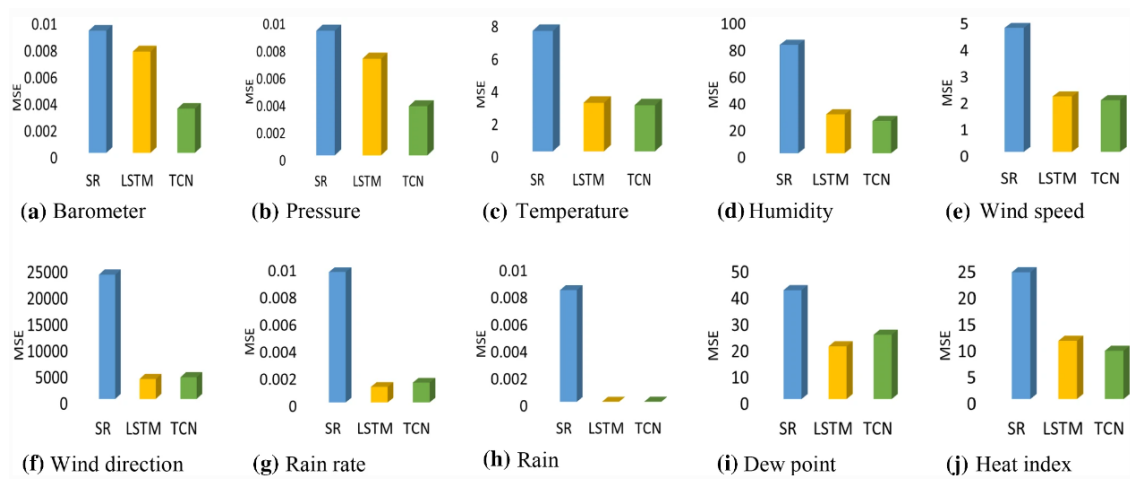 0.01
0.008
0.006
0.004
0.002
0
MSE
SR LSTM TCN
(a) Barometer
0.01
0.008
0.006
0.004
0.002
0
MSE
SR LSTM TCN
(b) Pressure
8
6
4
2
0
MSE
SR LSTM TCN
(c) Temperature
100
80
60
40
20
0
MSE
SR LSTM TCN
(d) Humidity
5
4
3
2
1
0
MSE
SR LSTM TCN
(e) Wind speed
25000
20000
15000
10000
5000
0
MSE
SR LSTM TCN
(f) Wind direction
0.01
0.008
0.006
0.004
0.002
0
MSE
SR LSTM TCN
(g) Rain rate
0.01
0.008
0.006
0.004
0.002
0
MSE
SR LSTM TCN
(h) Rain
50
40
30
20
10
0
MSE
SR LSTM TCN
(i) Dew point
25
20
15
10
5
0
MSE
SR LSTM TCN
(j) Heat index